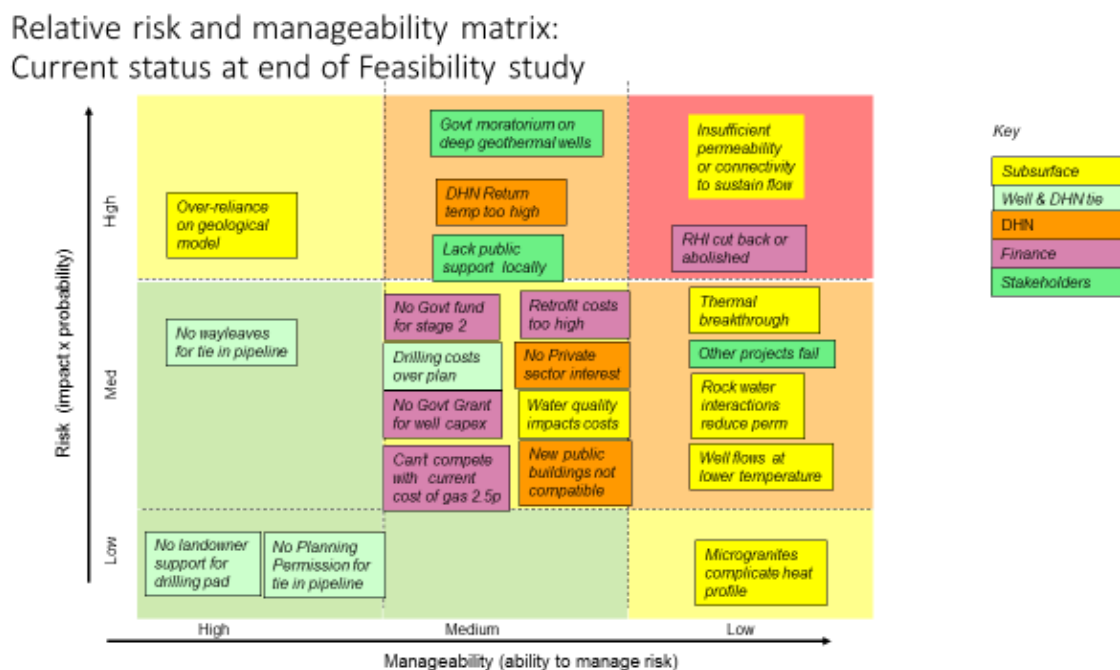 Relative risk and manageability matrix:
Current status at end of Feasibility study
Risk (impact x probability)
High
Med
Low
Over-reliance
on geological
model
Govt moratorium on
deep geothermal wells
DHN Return
temp too high
Lack public
support locally
Insufficient
permeability
or connectivity
to sustain flow
RHI cut back or
abolished
No wayleaves
for tie in pipeline
No Govt fund
for stage 2
Retrofit costs
too high
Drilling costs
over plan
No Private
sector interest
No Govt Grant
for well capex
Water quality
impacts costs
Can't compete
with current
cost of gas 2.5p
New public
buildings not
compatible
Thermal
breakthrough
Other projects fail
Rock water
interactions
reduce perm
Well flows at
lower temperature
No landowner
support for
drilling pad
No Planning
Permission for
tie in pipeline
Microgranites
complicate heat
profile
High
Medium
Low
Manageability (ability to manage risk)
Key
Subsurface
Well & DHN tie
DHN
Finance
Stakeholders